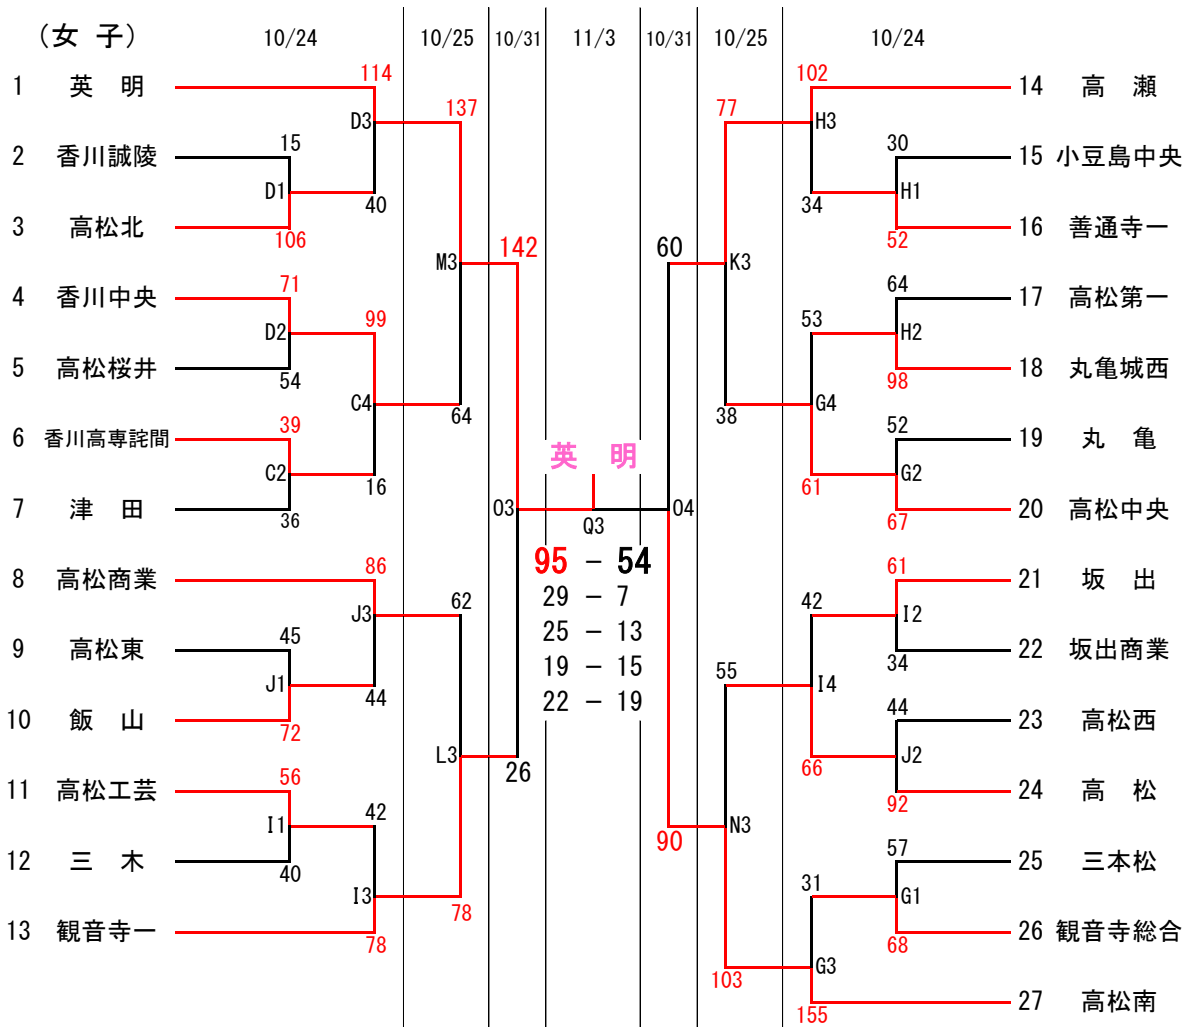 （女 子）
10/24 10/25 10/31 11/3 10/31 10/25 10/24
114 102
1 英 明 14 高 瀬
137 77
D3 H3
15 30
2 香川誠陵 15 小豆島中央
D1 H1
40 34
3 高松北 16 善通寺一
106 52
142 60
M3 K3
71 64
4 香川中央 17 高松第一
99 53
D2 H2
5 高松桜井 18 丸亀城西
54 98
C4 G4
64 38
39 52
6 香川高専詫間 19 丸 亀
英 明
C2 G2
16 61
7 津 田 20 高松中央
O3 O4
36 67
Q3
95 － 54
86 61
8 高松商業 21 坂 出
29 － 7
62 42
J3 I2
25 － 13
45
9 高松東 22 坂出商業
34
19 － 15
55
J1 I4
44 44
22 － 19
10 飯 山 23 高松西
72
L3 J2
26 66
56
11 高松工芸 24 高 松
92
42
I1 N3
90
40 57
12 三 木 25 三本松
31
I3 G1
78
13 観音寺一 26 観音寺総合
78 68
G3
103
27 高松南
155